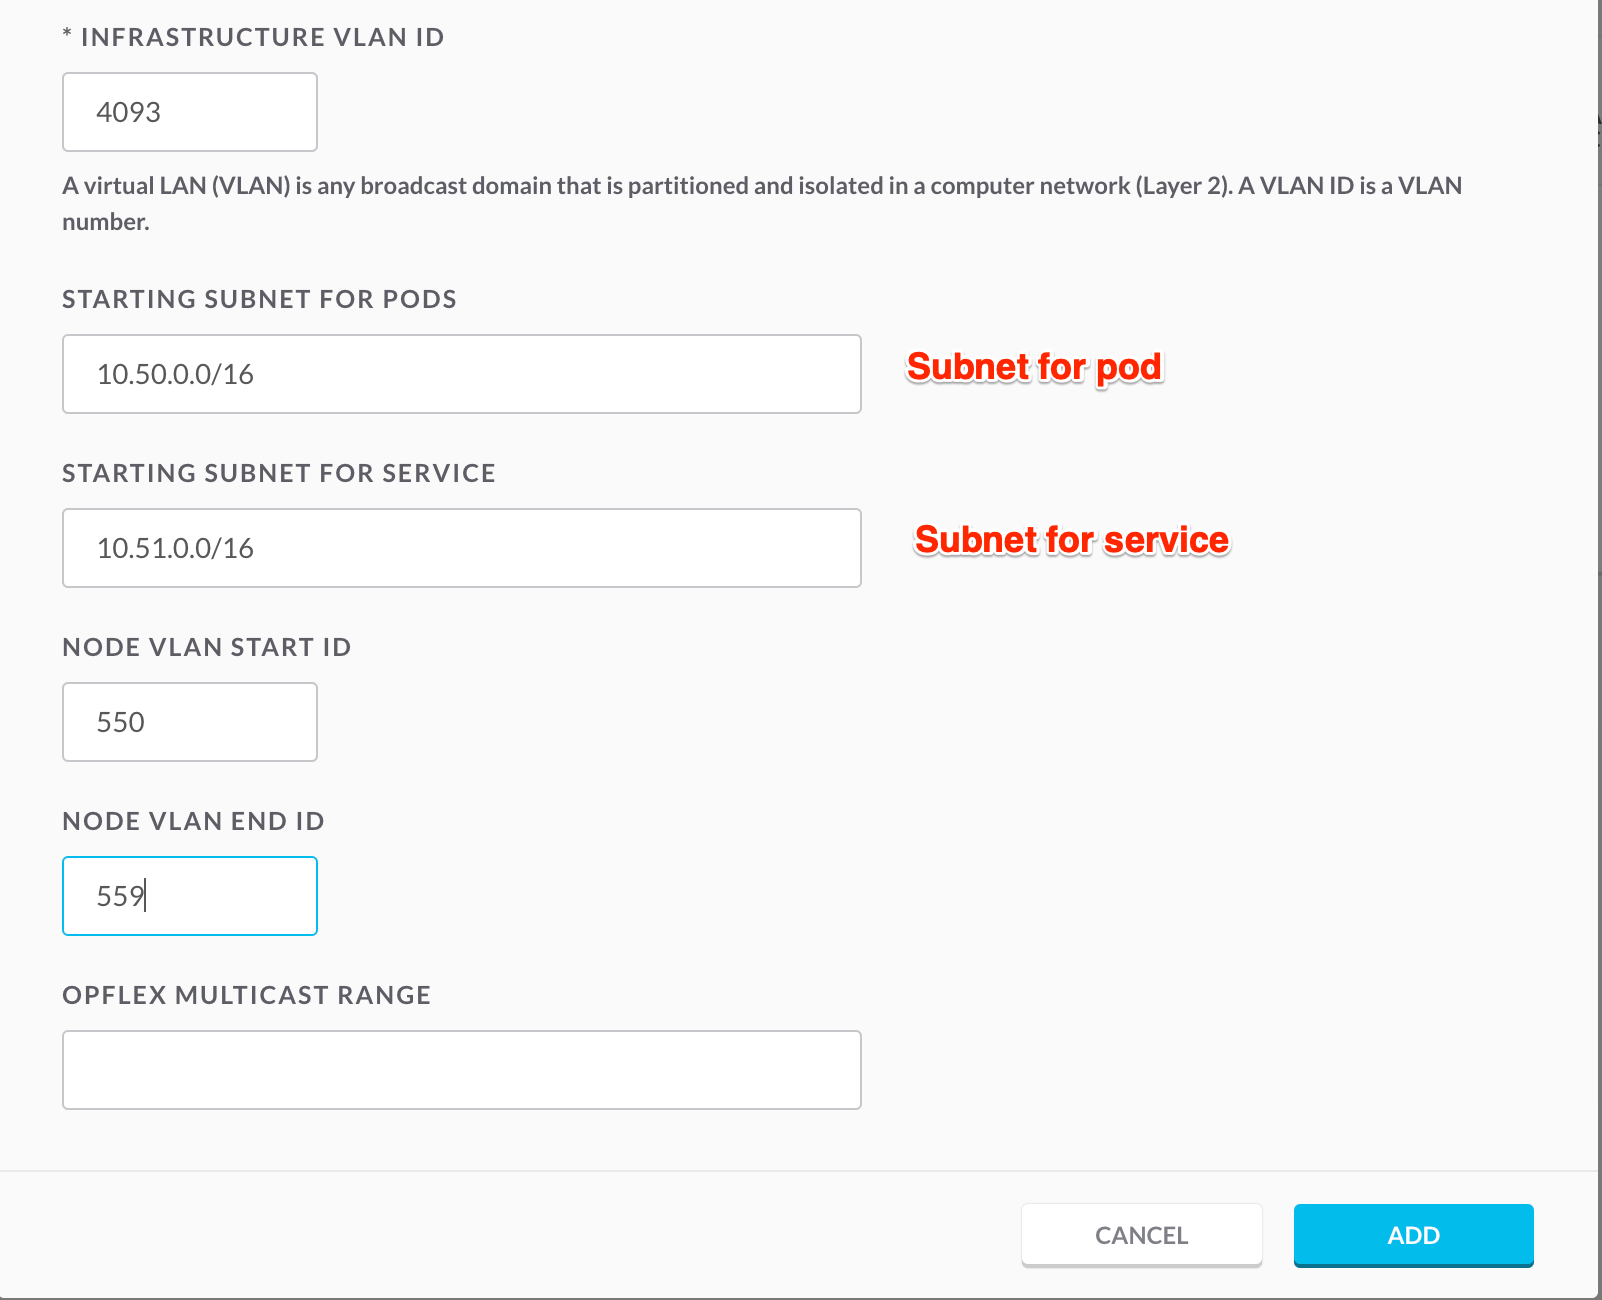 * INFRASTRUCTURE VLAN ID
4093
A virtual LAN (VLAN) is any broadcast domain that is partitioned and isolated in a computer network (Layer 2). A VLAN ID is a VLAN
number.
STARTING SUBNET FOR PODS
10.50.0.0/16
Subnet for pod
STARTING SUBNET FOR SERVICE
10.51.0.0/16
Subnet for service
NODE VLAN START ID
550
NODE VLAN END ID
559
OPFLEX MULTICAST RANGE
CANCEL
ADD